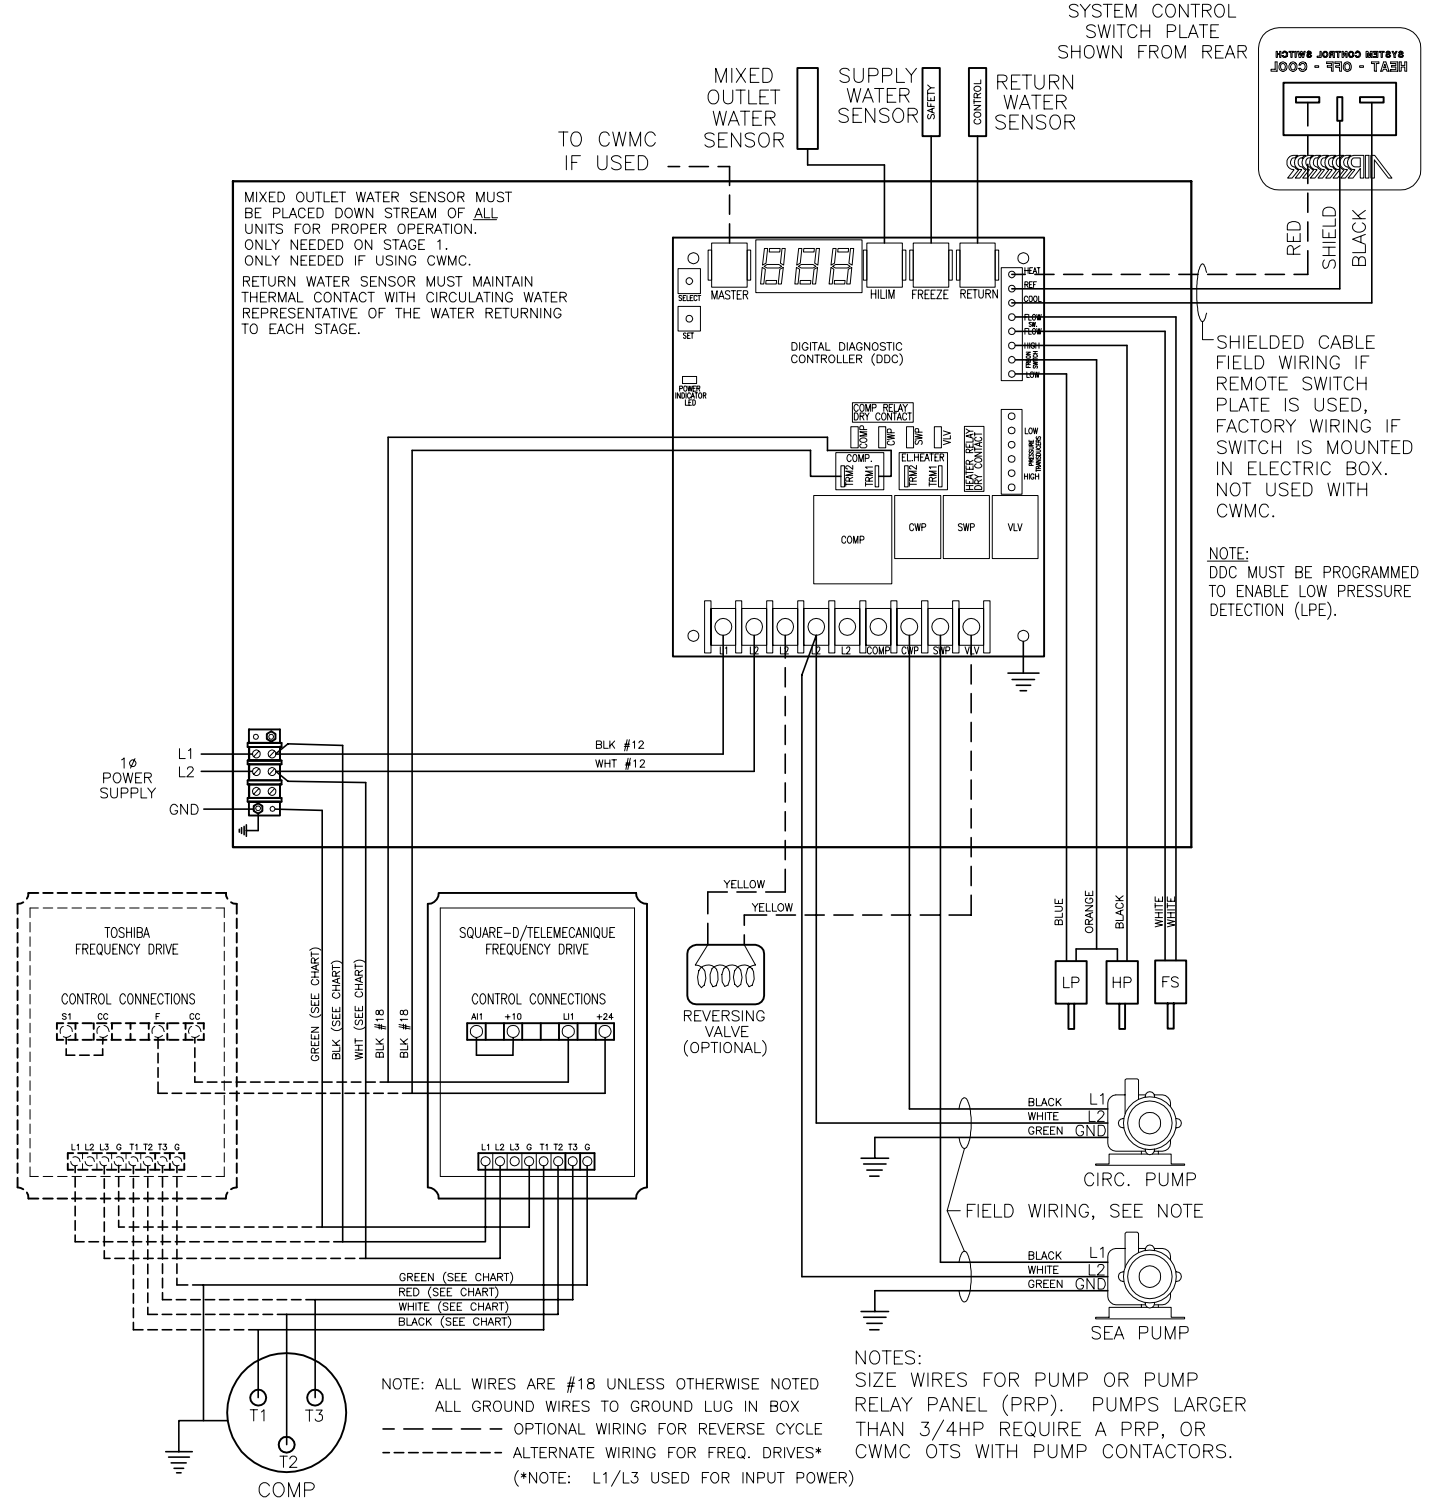 SYSTEM CONTROL
SWITCH PLATE
SHOWN FROM REAR
SYSTEM CONTROL SWITCH
HEAT - OFF - COOL
MIXED
OUTLET
WATER
SENSOR
SUPPLY
WATER
SENSOR
SAFETY
CONTROL
RETURN
WATER
SENSOR
TO CWMC
IF USED
RED
SHIELD
BLACK
MIXED OUTLET WATER SENSOR MUST
BE PLACED DOWN STREAM OF ALL
UNITS FOR PROPER OPERATION.
ONLY NEEDED ON STAGE 1.
ONLY NEEDED IF USING CWMC.
RETURN WATER SENSOR MUST MAINTAIN
THERMAL CONTACT WITH CIRCULATING WATER
REPRESENTATIVE OF THE WATER RETURNING
TO EACH STAGE.
SELECT
SET
MASTER
HILIM
FREEZE
RETURN
HEAT
REF
COOL
FLOW
SW.
FLOW
HIGH
FREON
SWITCH
LOW
DIGITAL DIAGNOSTIC
CONTROLLER (DDC)
POWER
INDICATOR
LED
SHIELDED CABLE
FIELD WIRING IF
REMOTE SWITCH
PLATE IS USED,
FACTORY WIRING IF
SWITCH IS MOUNTED
IN ELECTRIC BOX.
NOT USED WITH
CWMC.
NOTE:
DDC MUST BE PROGRAMMED
TO ENABLE LOW PRESSURE
DETECTION (LPE).
COMP RELAY
DRY CONTACT
COMP
CWP
SWP
VLV
COMP.
TRM2
TRM1
EL.HEATER
TRM2
TRM1
HEATER RELAY
DRY CONTACT
LOW
PRESSURE
TRANSDUCERS
HIGH
COMP
CWP
SWP
VLV
L1
L2
L2
L2
L2
COMP
CWP
SWP
VLV
BLK #12
WHT #12
1ø
POWER
SUPPLY
L1
L2
GND
YELLOW
YELLOW
REVERSING
VALVE
(OPTIONAL)
BLUE
ORANGE
BLACK
WHITE
WHITE
LP
HP
FS
TOSHIBA
FREQUENCY DRIVE
CONTROL CONNECTIONS
S1 CC F CC
L1 L2 L3 G T1 T2 T3 G
GREEN (SEE CHART)
BLK (SEE CHART)
WHT (SEE CHART)
BLK #18
BLK #18
SQUARE-D/TELEMECANIQUE
FREQUENCY DRIVE
CONTROL CONNECTIONS
AI1 +10 LI1 +24
L1 L2 L3 G T1 T2 T3 G
BLACK L1
WHITE L2
GREEN GND
CIRC. PUMP
FIELD WIRING, SEE NOTE
BLACK L1
WHITE L2
GREEN GND
SEA PUMP
GREEN (SEE CHART)
RED (SEE CHART)
WHITE (SEE CHART)
BLACK (SEE CHART)
T1
T3
T2
COMP
NOTE: ALL WIRES ARE #18 UNLESS OTHERWISE NOTED
ALL GROUND WIRES TO GROUND LUG IN BOX
OPTIONAL WIRING FOR REVERSE CYCLE
ALTERNATE WIRING FOR FREQ. DRIVES*
(*NOTE: L1/L3 USED FOR INPUT POWER)
NOTES:
SIZE WIRES FOR PUMP OR PUMP
RELAY PANEL (PRP). PUMPS LARGER
THAN 3/4HP REQUIRE A PRP, OR
CWMC OTS WITH PUMP CONTACTORS.